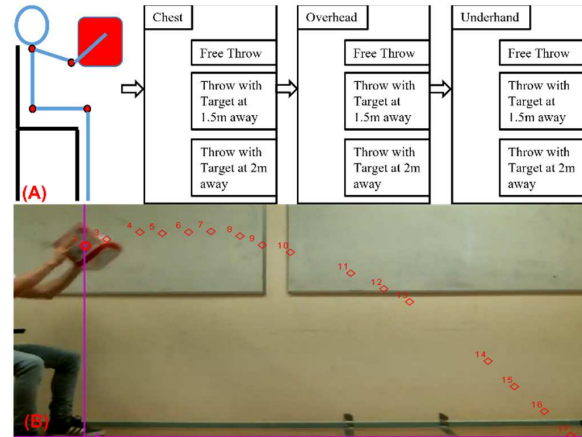 Chest
Free Throw
Throw with
Target at
1.5m away
Throw with
Target at 2m
away
Overhead
Free Throw
Throw with
Target at
1.5m away
Throw with
Target at 2m
away
Underhand
Free Throw
Throw with
Target at
1.5m away
Throw with
Target at 2m
away
(A)
3
4
5
6
7
8
9
10
11
12
13
14
15
16
17
(B)